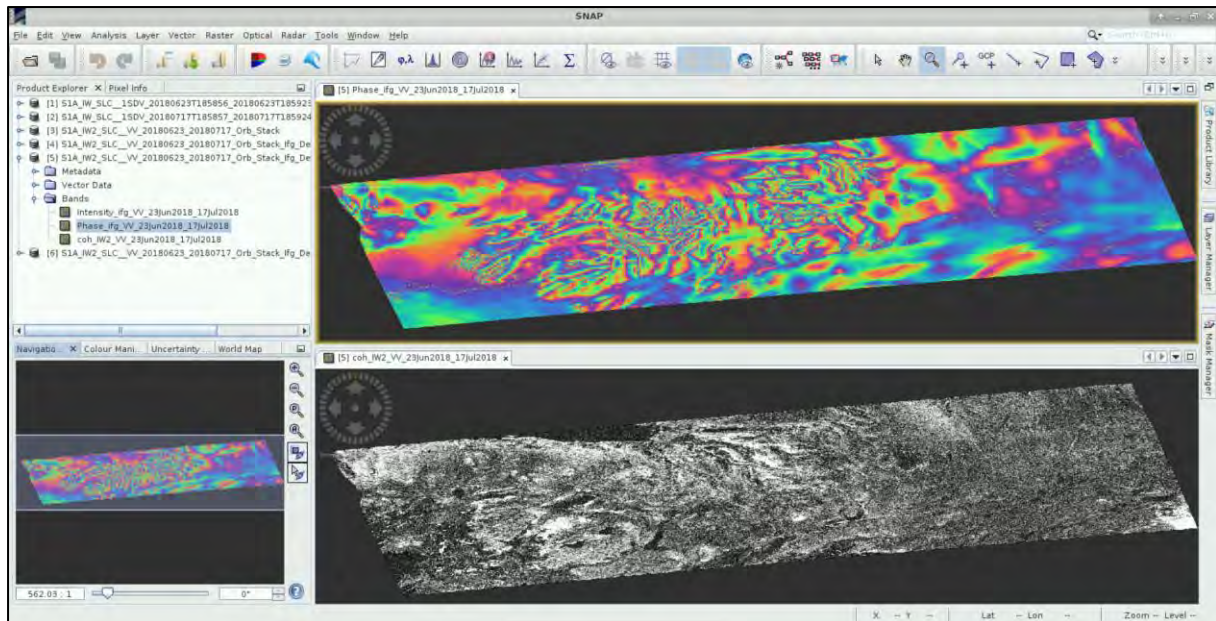 SNAP
File Edit View Analysis Layer Vector Raster Optical Radar Tools Window Help
φ,λ Σ GCP
Product Explorer × Pixel Info
[1] S1A_IW_SLC__1SDV_20180623T185856_20180623T185923
[2] S1A_IW_SLC__1SDV_20180717T185857_20180717T185924
[3] S1A_IW2_SLC__VV_20180623_20180717_Orb_Stack
[4] S1A_IW2_SLC__VV_20180623_20180717_Orb_Stack_Ifg_De
[5] S1A_IW2_SLC__VV_20180623_20180717_Orb_Stack_Ifg_De
Metadata
Vector Data
Bands
Intensity_ifg_VV_23Jun2018_17Jul2018
Phase_ifg_VV_23Jun2018_17Jul2018
coh_IW2_VV_23Jun2018_17Jul2018
[6] S1A_IW2_SLC__VV_20180623_20180717_Orb_Stack_Ifg_De
[5] Phase_ifg_VV_23Jun2018_17Jul2018 ×
Product Library
Layer Manager
Mask Manager
Navigatio... × Colour Mani... Uncertainty ... World Map
562.03 : 1 0°
[5] coh_IW2_VV_23Jun2018_17Jul2018 ×
X -- Y -- Lat -- Lon -- Zoom -- Level --